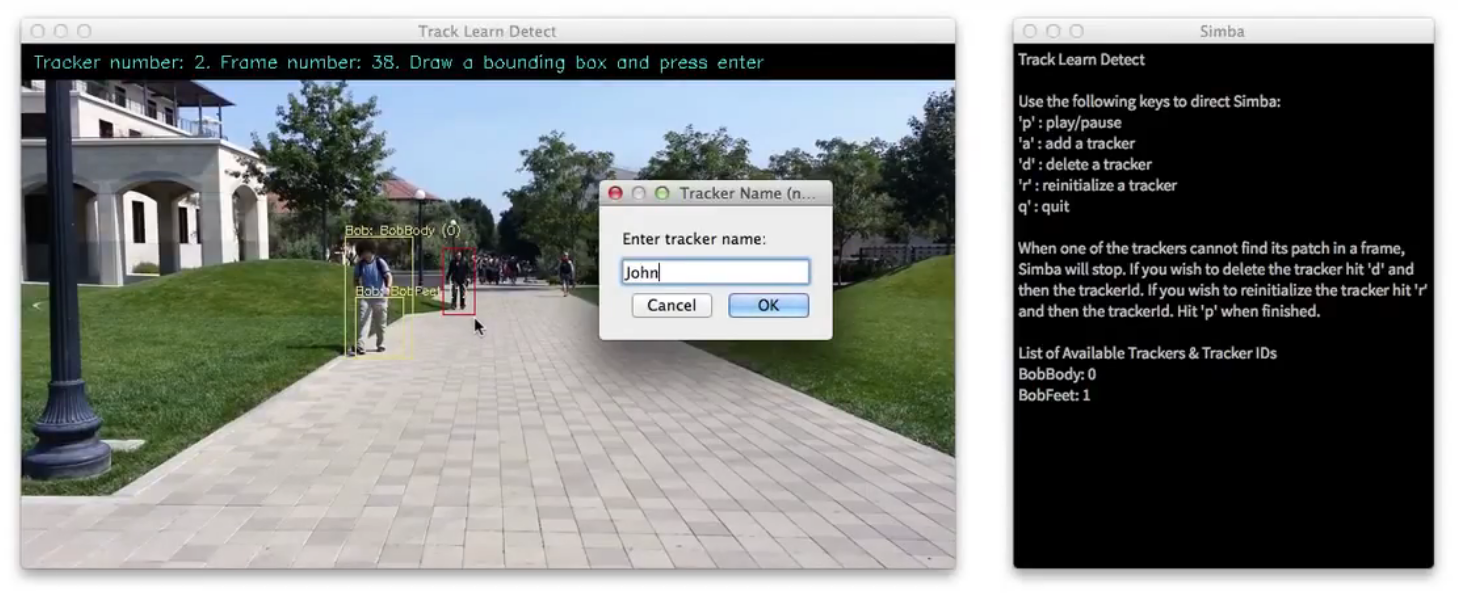 Track Learn Detect
Tracker number: 2. Frame number: 38. Draw a bounding box and press enter
Bob: BobBody (0)
Bob: BobFeet
Tracker Name (n...
Enter tracker name:
John
Cancel
OK
Simba
Track Learn Detect
Use the following keys to direct Simba:
'p' : play/pause
'a' : add a tracker
'd' : delete a tracker
'r' : reinitialize a tracker
q' : quit
When one of the trackers cannot find its patch in a frame,
Simba will stop. If you wish to delete the tracker hit 'd' and
then the trackerId. If you wish to reinitialize the tracker hit 'r'
and then the trackerId. Hit 'p' when finished.
List of Available Trackers & Tracker IDs
BobBody: 0
BobFeet: 1